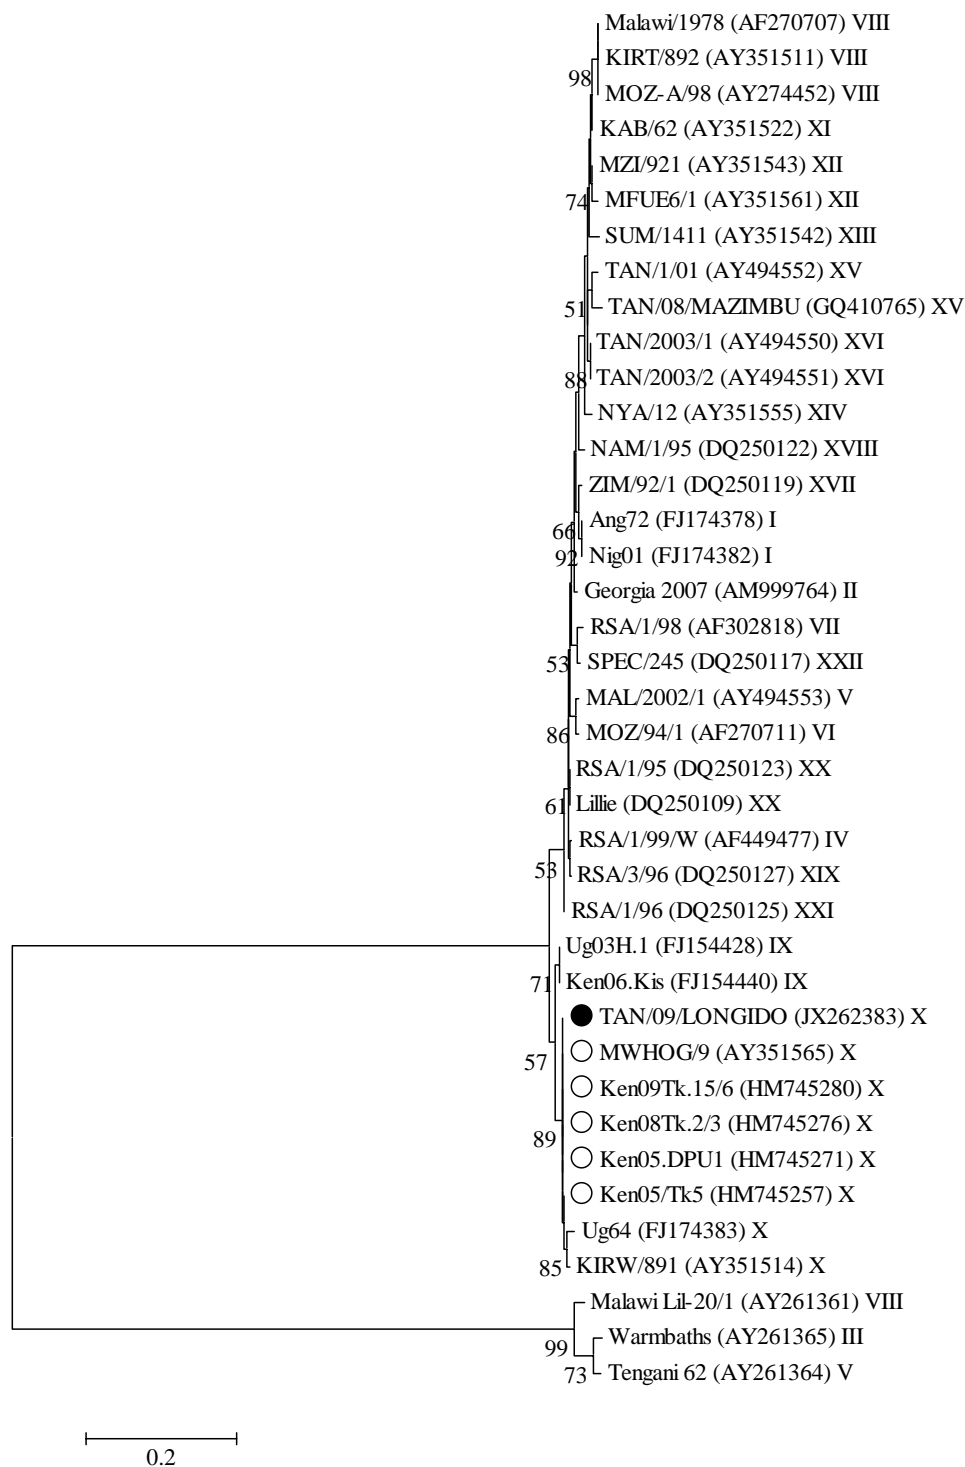 Malawi/1978 (AF270707) VIII
KIRT/892 (AY351511) VIII
98
MOZ-A/98 (AY274452) VIII
KAB/62 (AY351522) XI
MZI/921 (AY351543) XII
MFUE6/1 (AY351561) XII
74
SUM/1411 (AY351542) XIII
TAN/1/01 (AY494552) XV
TAN/08/MAZIMBU (GQ410765) XV
51
TAN/2003/1 (AY494550) XVI
TAN/2003/2 (AY494551) XVI
88
NYA/12 (AY351555) XIV
NAM/1/95 (DQ250122) XVIII
ZIM/92/1 (DQ250119) XVII
Ang72 (FJ174378) I
66
Nig01 (FJ174382) I
92
Georgia 2007 (AM999764) II
RSA/1/98 (AF302818) VII
SPEC/245 (DQ250117) XXII
53
MAL/2002/1 (AY494553) V
MOZ/94/1 (AF270711) VI
86
RSA/1/95 (DQ250123) XX
Lillie (DQ250109) XX
61
RSA/1/99/W (AF449477) IV
RSA/3/96 (DQ250127) XIX
53
RSA/1/96 (DQ250125) XXI
Ug03H.1 (FJ154428) IX
Ken06.Kis (FJ154440) IX
71
TAN/09/LONGIDO (JX262383) X
MWHOG/9 (AY351565) X
57
Ken09Tk.15/6 (HM745280) X
Ken08Tk.2/3 (HM745276) X
89
Ken05.DPU1 (HM745271) X
Ken05/Tk5 (HM745257) X
Ug64 (FJ174383) X
KIRW/891 (AY351514) X
85
Malawi Lil-20/1 (AY261361) VIII
Warmbaths (AY261365) III
99
Tengani 62 (AY261364) V
73
0.2